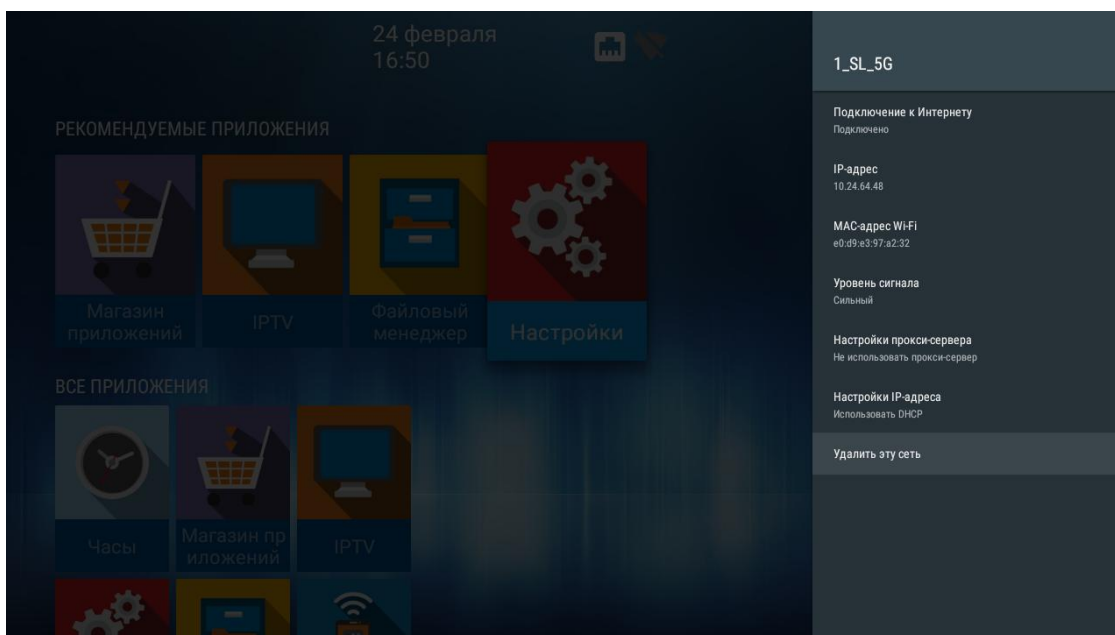 24 февраля
16:50
РЕКОМЕНДУЕМЫЕ ПРИЛОЖЕНИЯ
Магазин
приложений
IPTV
Файловый
менеджер
Настройки
ВСЕ ПРИЛОЖЕНИЯ
Часы
Магазин пр
иложений
IPTV
1_SL_5G
Подключение к Интернету
Подключено
IP-адрес
10.24.64.48
MAC-адрес Wi-Fi
e0:d9:e3:97:a2:32
Уровень сигнала
Сильный
Настройки прокси-сервера
Не использовать прокси-сервер
Настройки IP-адреса
Использовать DHCP
Удалить эту сеть